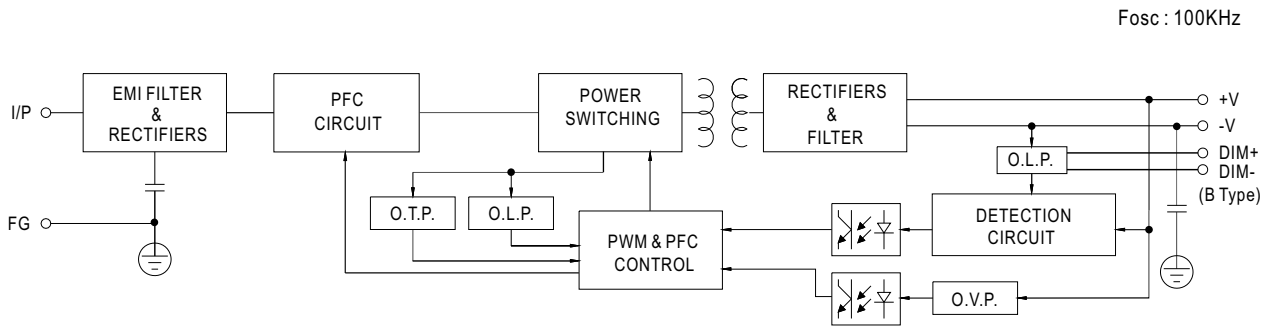 Fosc : 100KHz
I/P
EMI FILTER
&
RECTIFIERS
PFC
CIRCUIT
POWER
SWITCHING
RECTIFIERS
&
FILTER
+V
-V
DIM+
DIM-
(B Type)
O.L.P.
FG
O.T.P.
O.L.P.
PWM & PFC
CONTROL
DETECTION
CIRCUIT
O.V.P.